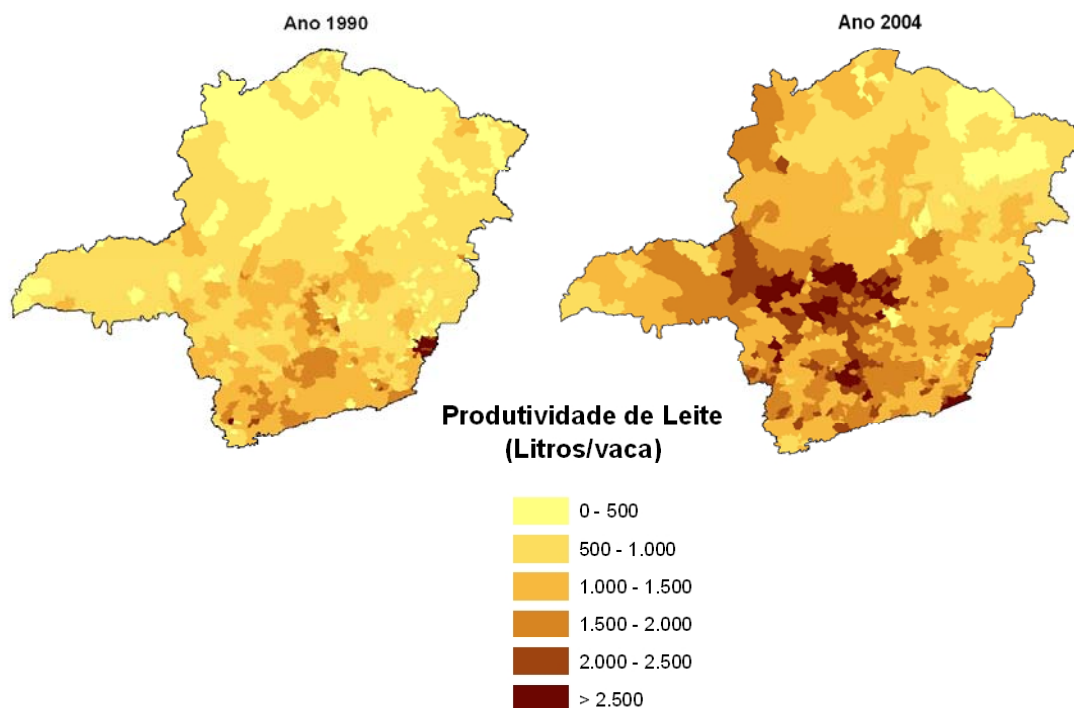 Ano 1990
Ano 2004
Produtividade de Leite
(Litros/vaca)
0 - 500
500 - 1.000
1.000 - 1.500
1.500 - 2.000
2.000 - 2.500
> 2.500